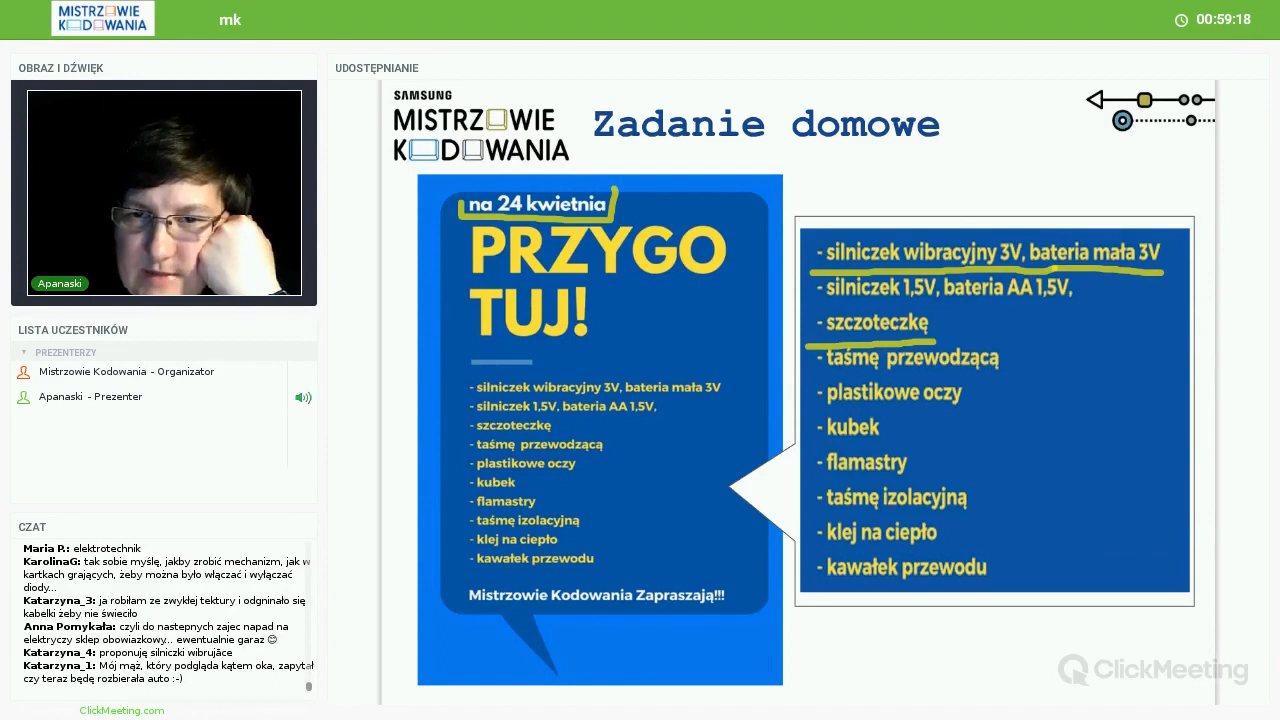 MISTRZOWIE
KODOWANIA
mk
00:59:18
OBRAZ I DŹWIĘK
Apanaski
LISTA UCZESTNIKÓW
PREZENTERZY
Mistrzowie Kodowania - Organizator
Apanaski - Prezenter
CZAT
Maria P.: elektrotechnik
KarolinaG: tak sobie myślę, jakby zrobić mechanizm, jak w
kartkach grających, żeby można było włączać i wyłączać
diody...
Katarzyna_3: ja robiłam ze zwykłej tektury i odgninało się
kabelki żeby nie świeciło
Anna Pomykała: czyli do nastepnych zajec napad na
elektryczy sklep obowiazkowy... ewentualnie garaz 😊
Katarzyna_4: proponuję silniczki wibrujāce
Katarzyna_1: Mój mąż, który podgląda kątem oka, zapytał
czy teraz będę rozbierała auto :-)
ClickMeeting.com
UDOSTĘPNIANIE
SAMSUNG
MISTRZOWIE
KODOWANIA
Zadanie domowe
na 24 kwietnia
PRZYGO
TUJ!
- silniczek wibracyjny 3V, bateria mała 3V
- silniczek 1,5V, bateria AA 1,5V,
- szczoteczkę
- taśmę przewodzącą
- plastikowe oczy
- kubek
- flamastry
- taśmę izolacyjną
- klej na ciepło
- kawałek przewodu
Mistrzowie Kodowania Zapraszają!!!
- silniczek wibracyjny 3V, bateria mała 3V
- silniczek 1,5V, bateria AA 1,5V,
- szczoteczkę
- taśmę przewodzącą
- plastikowe oczy
- kubek
- flamastry
- taśmę izolacyjną
- klej na ciepło
- kawałek przewodu
ClickMeeting